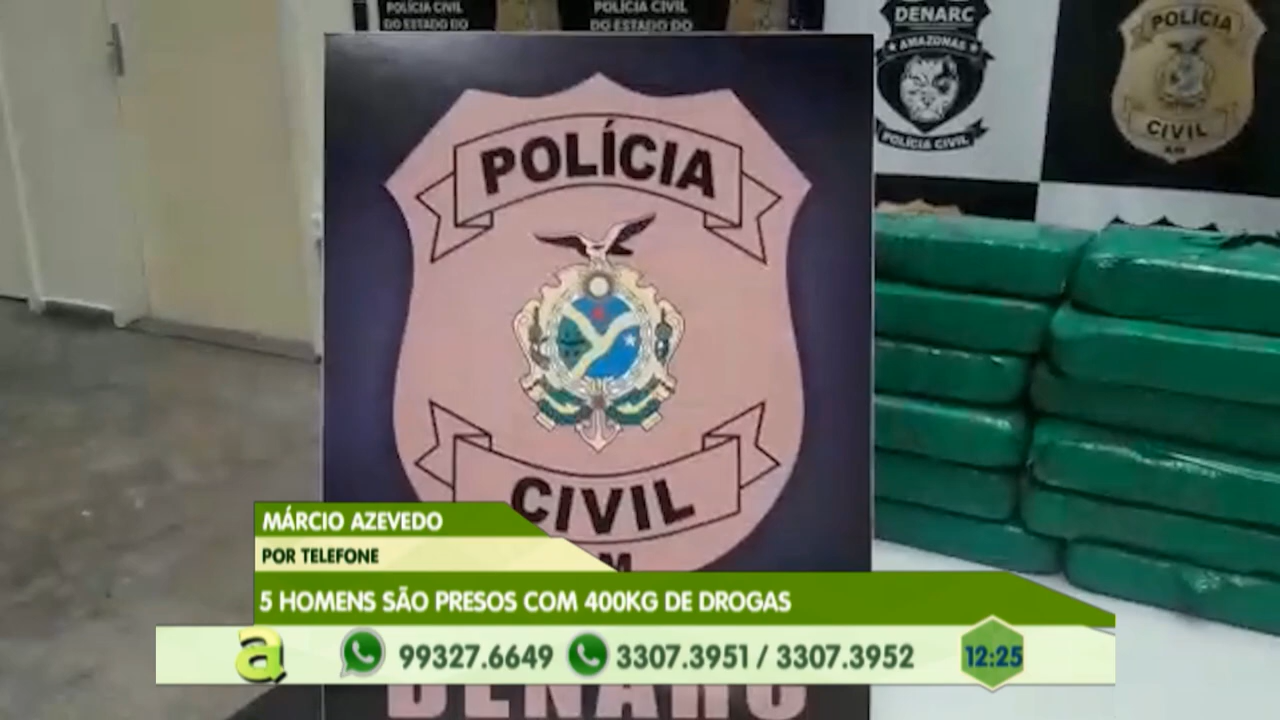 POLÍCIA CIVIL
DO ESTADO DO
POLÍCIA CIVIL
DO ESTADO DO
DENARC
AMAZONAS
POLÍCIA CIVIL
POLÍCIA
CIVIL
AM
POLÍCIA
CIVIL
MÁRCIO AZEVEDO
POR TELEFONE
5 HOMENS SÃO PRESOS COM 400KG DE DROGAS
a 99327.6649 3307.3951 / 3307.3952 12:25
DENARC